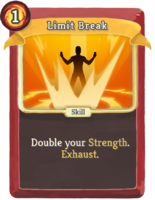 1
Limit Break
Skill
Double your Strength.
Exhaust.